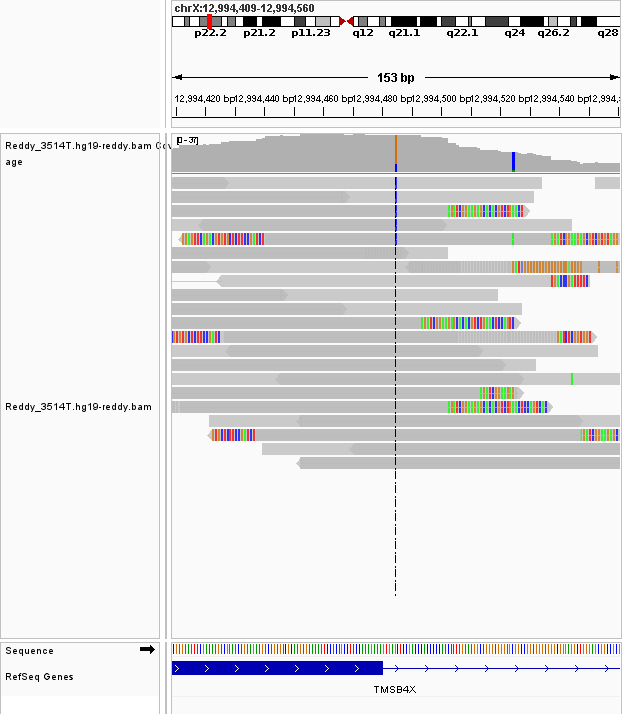 chrX:12,994,409-12,994,560
p22.2 p21.2 p11.23 q12 q21.1 q22.1 q24 q26.2 q28
153 bp
12,994,420 bp 12,994,440 bp 12,994,460 bp 12,994,480 bp 12,994,500 bp 12,994,520 bp 12,994,540 bp
Reddy_3514T.hg19-reddy.bam Cov
age
[0 - 37]
Reddy_3514T.hg19-reddy.bam
Sequence
RefSeq Genes
TMSB4X